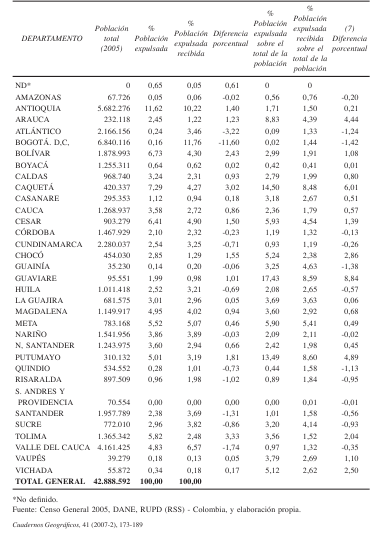 DEPARTAMENTO Población total (2005) % Población expulsada % Población expulsada recibida Diferencia porcentual % Población expulsada sobre el total de la población % Población expulsada recibida sobre el total de la población (7) Diferencia porcentual
ND* 0 0,65 0,05 0,61 0 0
AMAZONAS 67.726 0,05 0,06 -0,02 0,56 0,76 -0,20
ANTIOQUIA 5.682.276 11,62 10,22 1,40 1,71 1,50 0,21
ARAUCA 232.118 2,45 1,22 1,23 8,83 4,39 4,44
ATLÁNTICO 2.166.156 0,24 3,46 -3,22 0,09 1,33 -1,24
BOGOTÁ. D,C, 6.840.116 0,16 11,76 -11,60 0,02 1,44 -1,42
BOLÍVAR 1.878.993 6,73 4,30 2,43 2,99 1,91 1,08
BOYACÁ 1.255.311 0,64 0,62 0,02 0,42 0,41 0,01
CALDAS 968.740 3,24 2,31 0,93 2,79 1,99 0,80
CAQUETÁ 420.337 7,29 4,27 3,02 14,50 8,48 6,01
CASANARE 295.353 1,12 0,94 0,18 3,18 2,67 0,51
CAUCA 1.268.937 3,58 2,72 0,86 2,36 1,79 0,57
CESAR 903.279 6,41 4,90 1,50 5,93 4,54 1,39
CÓRDOBA 1.467.929 2,10 2,32 -0,23 1,19 1,32 -0,13
CUNDINAMARCA 2.280.037 2,54 3,25 -0,71 0,93 1,19 -0,26
CHOCÓ 454.030 2,85 1,29 1,55 5,24 2,38 2,86
GUAINÍA 35.230 0,14 0,20 -0,06 3,25 4,63 -1,38
GUAVIARE 95.551 1,99 0,98 1,01 17,43 8,59 8,84
HUILA 1.011.418 2,52 3,21 -0,69 2,08 2,65 -0,57
LA GUAJIRA 681.575 3,01 2,96 0,05 3,69 3,63 0,06
MAGDALENA 1.149.917 4,95 4,02 0,94 3,60 2,92 0,68
META 783.168 5,52 5,07 0,46 5,90 5,41 0,49
NARIÑO 1.541.956 3,86 3,89 -0,03 2,09 2,11 -0,02
N, SANTANDER 1.243.975 3,60 2,94 0,66 2,42 1,98 0,45
PUTUMAYO 310.132 5,01 3,19 1,81 13,49 8,60 4,89
QUINDIO 534.552 0,28 1,01 -0,73 0,44 1,58 -1,13
RISARALDA 897.509 0,96 1,98 -1,02 0,89 1,84 -0,95
S. ANDRES Y
PROVIDENCIA 70.554 0,00 0,00 0,00 0,00 0,01 -0,01
SANTANDER 1.957.789 2,38 3,69 -1,31 1,01 1,58 -0,56
SUCRE 772.010 2,96 3,82 -0,86 3,20 4,14 -0,93
TOLIMA 1.365.342 5,82 2,48 3,33 3,56 1,52 2,04
VALLE DEL CAUCA 4.161.425 4,83 6,57 -1,74 0,97 1,32 -0,35
VAUPÉS 39.279 0,18 0,13 0,05 3,79 2,69 1,10
VICHADA 55.872 0,34 0,18 0,17 5,12 2,62 2,50
TOTAL GENERAL 42.888.592 100,00 100,00
*No definido.
Fuente: Censo General 2005, DANE, RUPD (RSS) - Colombia, y elaboración propia.
Cuadernos Geográficos, 41 (2007-2), 173-189